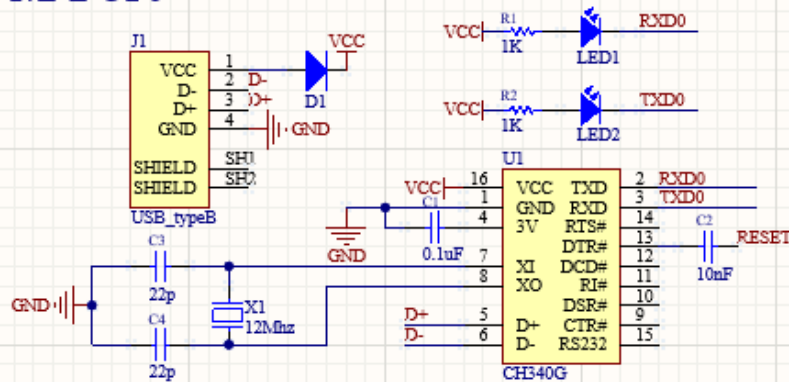 J1
VCC
D-
D+
GND
SHIELD
SHIELD
1
2
3
4
D-
D+
GND
SH1
SH2
USB_typeB
VCC
D1
VCC
R1
1K
LED1
RXD0
VCC
R2
1K
LED2
TXD0
U1
VCC
16
1
4
7
8
5
6
VCC TXD
GND RXD
3V RTS#
DTR#
XI DCD#
XO RI#
DSR#
D+ CTR#
D- RS232
2
3
14
13
12
11
10
9
15
RXD0
TXD0
CH340G
C1
0.1uF
GND
C2
10nF
RESET
C3
22p
GND
C4
22p
X1
12Mhz
D+
D-